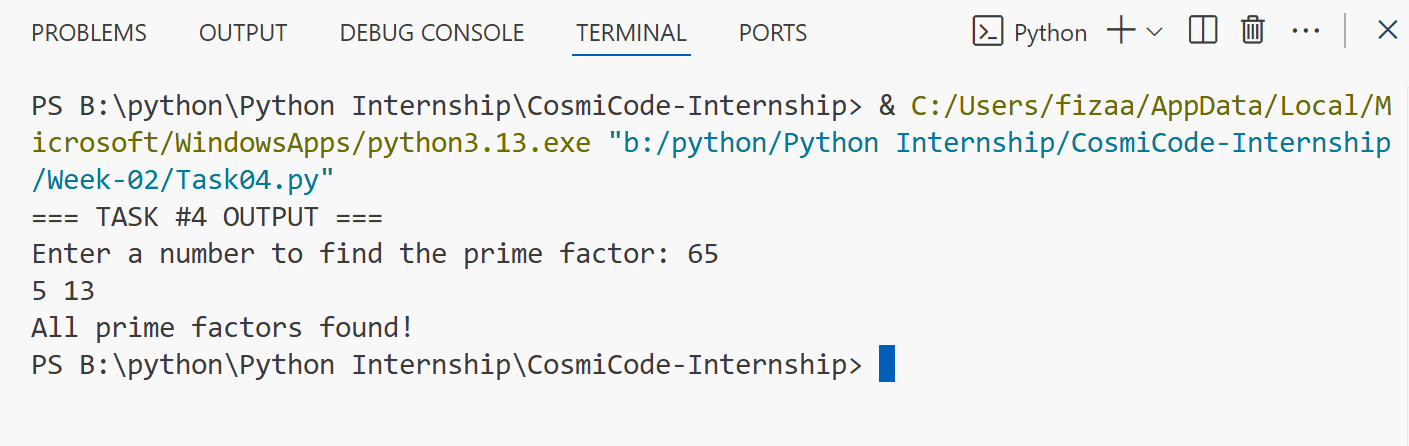 PROBLEMS OUTPUT DEBUG CONSOLE TERMINAL PORTS Python
PS B:\python\Python Internship\CosmiCode-Internship> & C:/Users/fizaa/AppData/Local/M
icrosoft/WindowsApps/python3.13.exe "b:/python/Python Internship/CosmiCode-Internship
/Week-02/Task04.py"
=== TASK #4 OUTPUT ===
Enter a number to find the prime factor: 65
5 13
All prime factors found!
PS B:\python\Python Internship\CosmiCode-Internship>